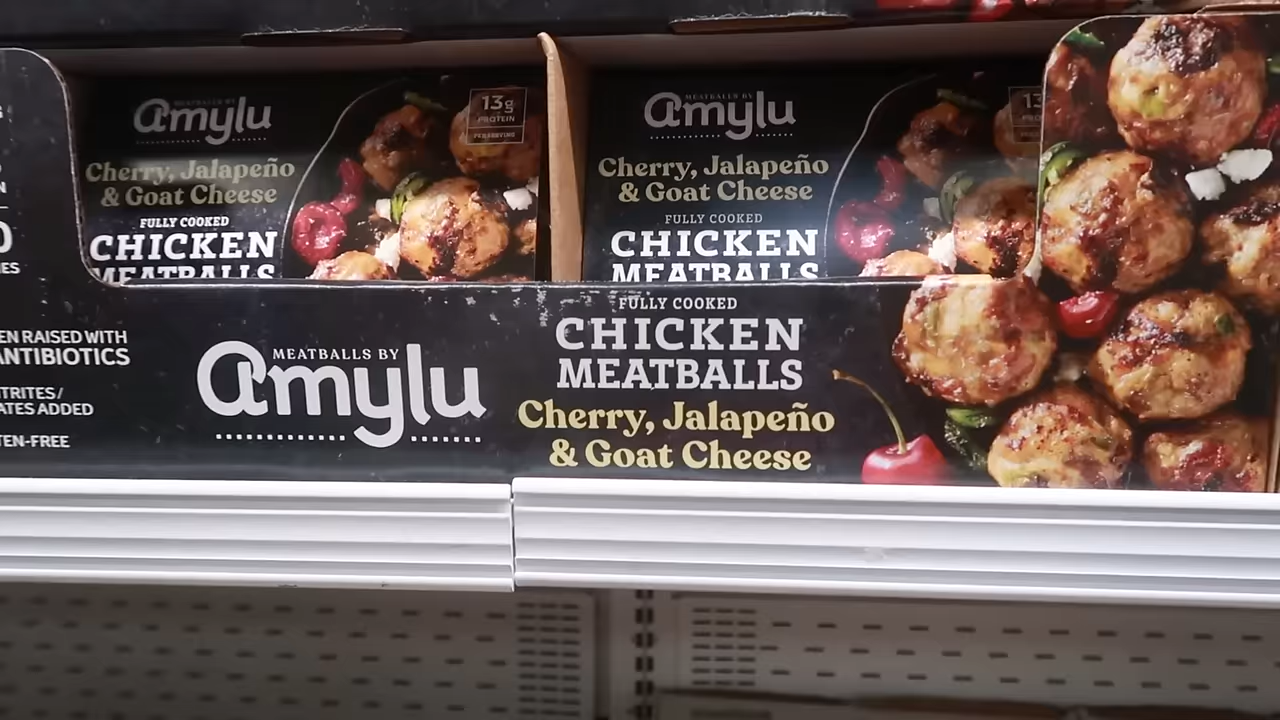 MEATBALLS BY
amylu
Cherry, Jalapeño
& Goat Cheese
FULLY COOKED
CHICKEN
MEATBALLS
13g
PROTEIN
PER SERVING
MEATBALLS BY
amylu
Cherry, Jalapeño
& Goat Cheese
FULLY COOKED
CHICKEN
MEATBALLS
13
EN RAISED WITH
ANTIBIOTICS
TRITES/
ATES ADDED
TEN-FREE
MEATBALLS BY
amylu
FULLY COOKED
CHICKEN
MEATBALLS
Cherry, Jalapeño
& Goat Cheese